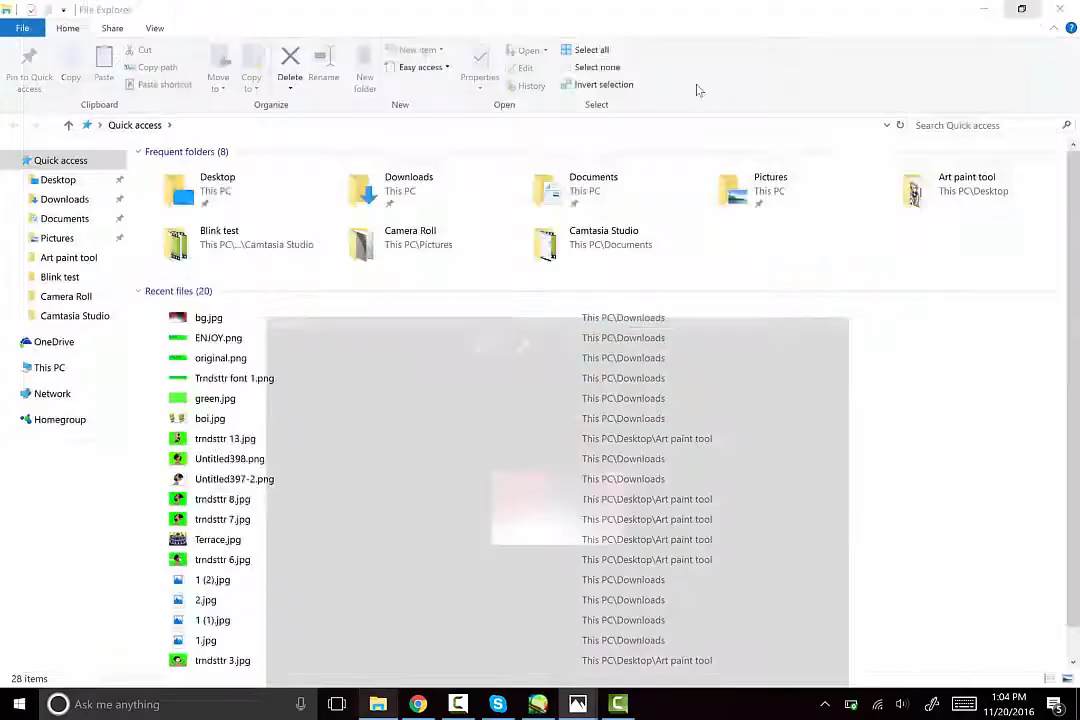 File Explorer
File Home Share View
Pin to Quick access
Copy
Paste
Cut
Copy path
Paste shortcut
Clipboard
Move to
Copy to
Delete
Rename
Organize
New folder
New item
Easy access
New
Properties
Open
Edit
History
Open
Select all
Select none
Invert selection
Select
Quick access
Search Quick access
Quick access
Desktop
Downloads
Documents
Pictures
Art paint tool
Blink test
Camera Roll
Camtasia Studio
OneDrive
This PC
Network
Homegroup
Frequent folders (8)
Desktop
This PC
Downloads
This PC
Documents
This PC
Pictures
This PC
Art paint tool
This PC\Desktop
Blink test
This PC\...\Camtasia Studio
Camera Roll
This PC\Pictures
Camtasia Studio
This PC\Documents
Recent files (20)
bg.jpg This PC\Downloads
ENJOY.png This PC\Downloads
original.png This PC\Downloads
Trndsttr font 1.png This PC\Downloads
green.jpg This PC\Downloads
boi.jpg This PC\Downloads
trndsttr 13.jpg This PC\Desktop\Art paint tool
Untitled398.png This PC\Downloads
Untitled397-2.png This PC\Downloads
trndsttr 8.jpg This PC\Desktop\Art paint tool
trndsttr 7.jpg This PC\Desktop\Art paint tool
Terrace.jpg This PC\Desktop\Art paint tool
trndsttr 6.jpg This PC\Desktop\Art paint tool
1 (2).jpg This PC\Downloads
2.jpg This PC\Downloads
1 (1).jpg This PC\Downloads
1.jpg This PC\Downloads
trndsttr 3.jpg This PC\Desktop\Art paint tool
28 items
Ask me anything
1:04 PM
11/20/2016
5